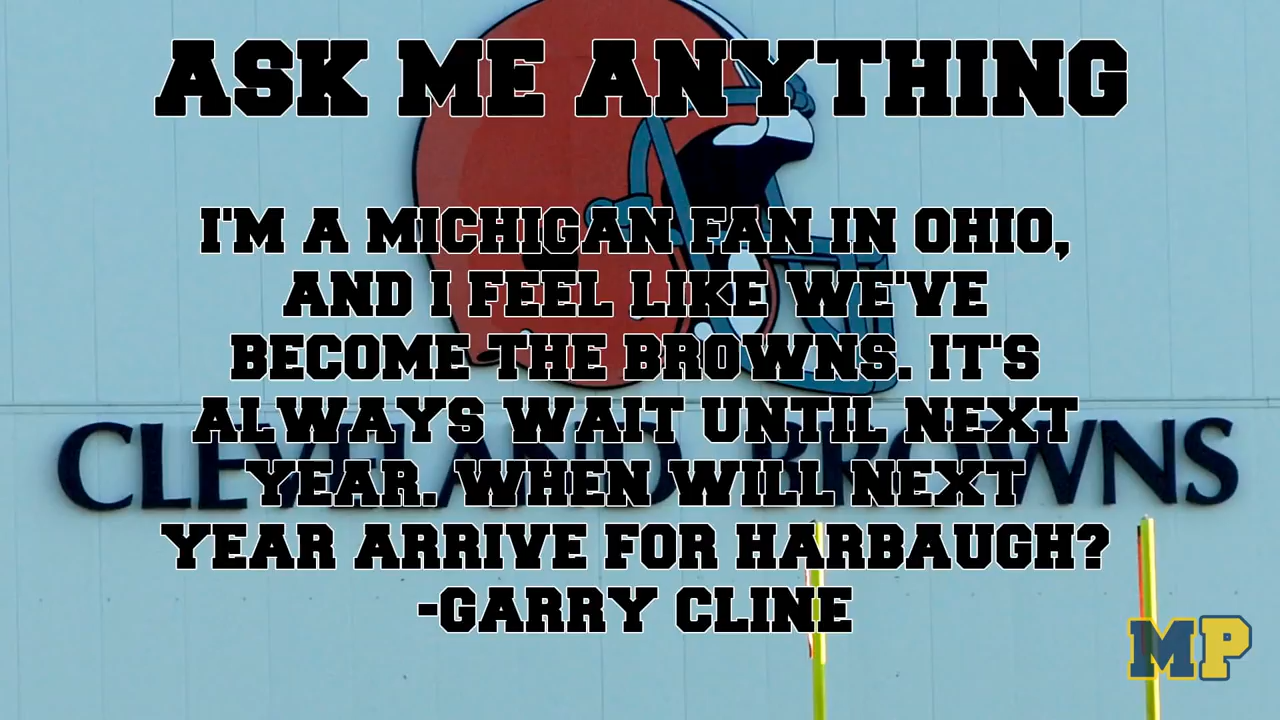 ASK ME ANYTHING
I'M A MICHIGAN FAN IN OHIO,
AND I FEEL LIKE WE'VE
BECOME THE BROWNS. IT'S
ALWAYS WAIT UNTIL NEXT
CLEVELAND BROWNS
YEAR. WHEN WILL NEXT
YEAR ARRIVE FOR HARBAUGH?
-GARRY CLINE
MP